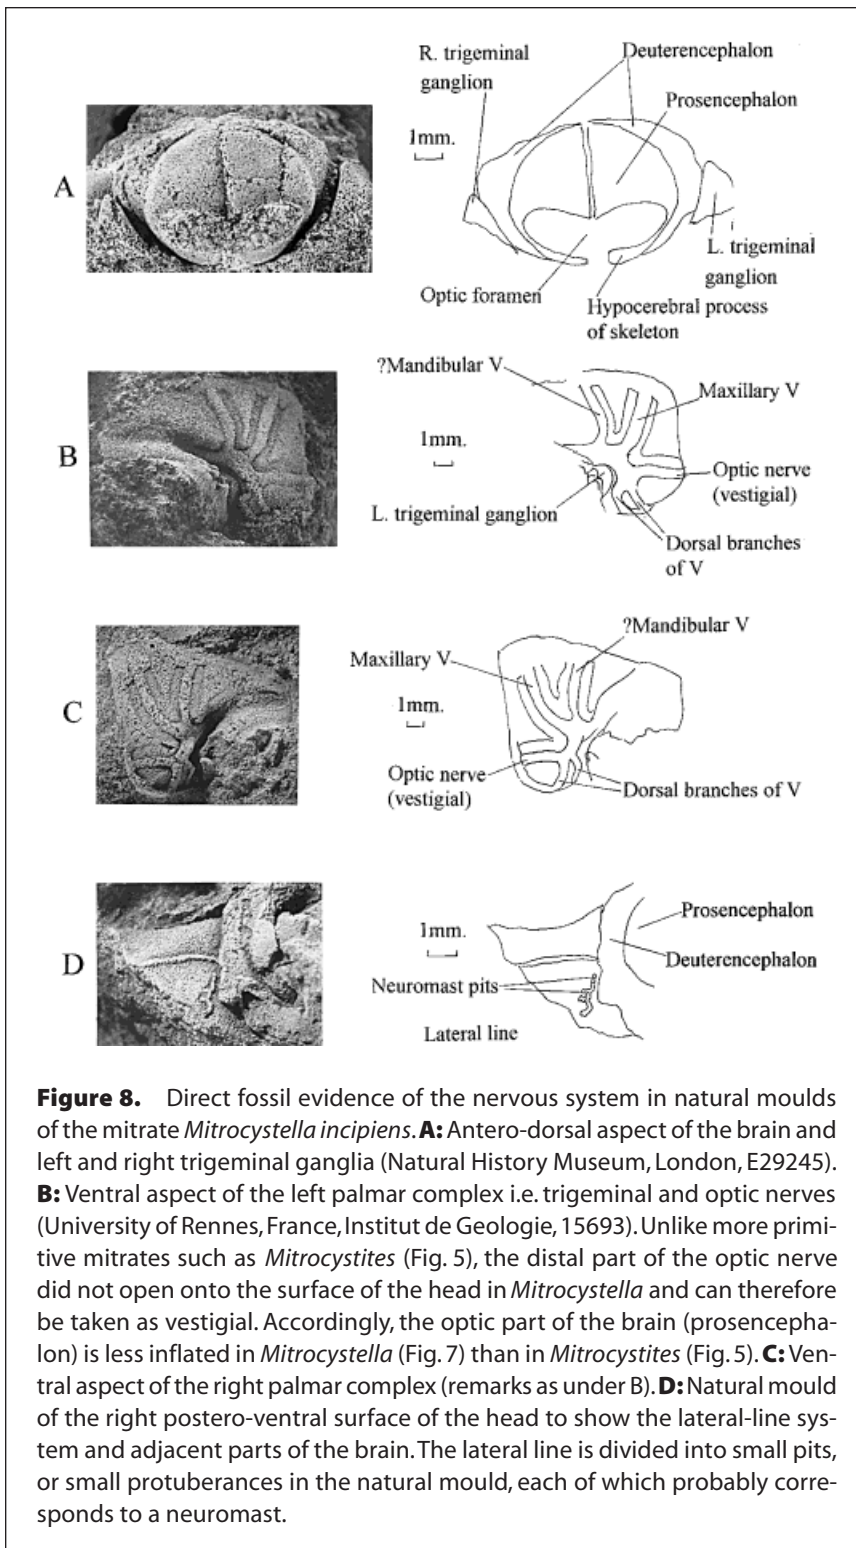 R. trigeminal
ganglion
Deuterencephalon
Prosencephalon
1mm.
A
L. trigeminal
ganglion
Optic foramen
Hypocerebral process
of skeleton
?Mandibular V
Maxillary V
1mm.
B
Optic nerve
(vestigial)
L. trigeminal ganglion
Dorsal branches
of V
?Mandibular V
Maxillary V
C
1mm.
Optic nerve
(vestigial)
Dorsal branches of V
Prosencephalon
1mm.
D
Deuterencephalon
Neuromast pits
Lateral line
Figure 8. Direct fossil evidence of the nervous system in natural moulds
of the mitrate Mitrocystella incipiens. A: Antero-dorsal aspect of the brain and
left and right trigeminal ganglia (Natural History Museum, London, E29245).
B: Ventral aspect of the left palmar complex i.e. trigeminal and optic nerves
(University of Rennes, France, Institut de Geologie, 15693). Unlike more primi-
tive mitrates such as Mitrocystites (Fig. 5), the distal part of the optic nerve
did not open onto the surface of the head in Mitrocystella and can therefore
be taken as vestigial. Accordingly, the optic part of the brain (prosencepha-
lon) is less inflated in Mitrocystella (Fig. 7) than in Mitrocystites (Fig. 5). C: Ven-
tral aspect of the right palmar complex (remarks as under B). D: Natural mould
of the right postero-ventral surface of the head to show the lateral-line sys-
tem and adjacent parts of the brain. The lateral line is divided into small pits,
or small protuberances in the natural mould, each of which probably corre-
sponds to a neuromast.